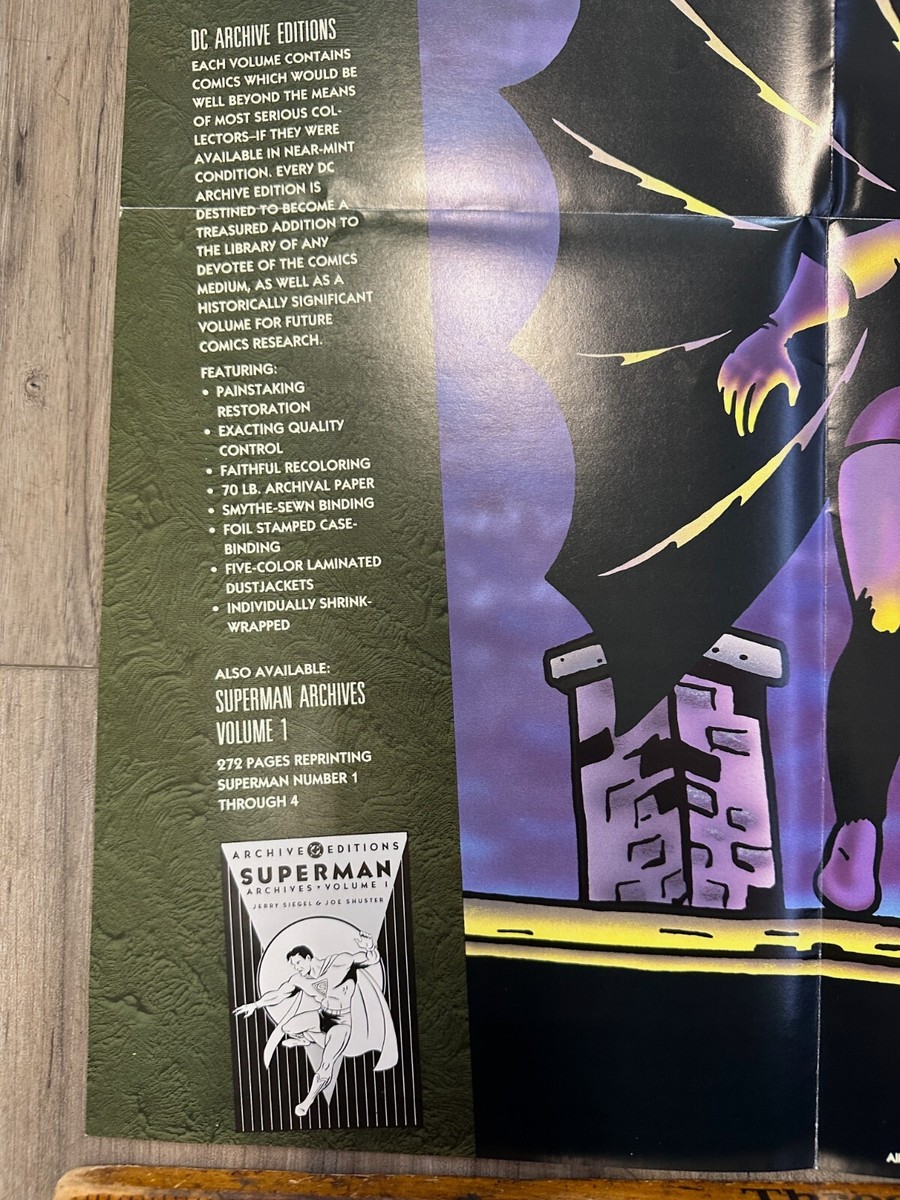 DC ARCHIVE EDITIONS
EACH VOLUME CONTAINS
COMICS WHICH WOULD BE
WELL BEYOND THE MEANS
OF MOST SERIOUS COL-
LECTORS–IF THEY WERE
AVAILABLE IN NEAR-MINT
CONDITION. EVERY DC
ARCHIVE EDITION IS
DESTINED TO BECOME A
TREASURED ADDITION TO
THE LIBRARY OF ANY
DEVOTEE OF THE COMICS
MEDIUM, AS WELL AS A
HISTORICALLY SIGNIFICANT
VOLUME FOR FUTURE
COMICS RESEARCH.
FEATURING:
• PAINSTAKING
RESTORATION
• EXACTING QUALITY
CONTROL
• FAITHFUL RECOLORING
• 70 LB. ARCHIVAL PAPER
• SMYTHE-SEWN BINDING
• FOIL STAMPED CASE-
BINDING
• FIVE-COLOR LAMINATED
DUSTJACKETS
• INDIVIDUALLY SHRINK-
WRAPPED
ALSO AVAILABLE:
SUPERMAN ARCHIVES
VOLUME 1
272 PAGES REPRINTING
SUPERMAN NUMBER 1
THROUGH 4
ARCHIVE DC EDITIONS
SUPERMAN
ARCHIVES • VOLUME 1
JERRY SIEGEL & JOE SHUSTER